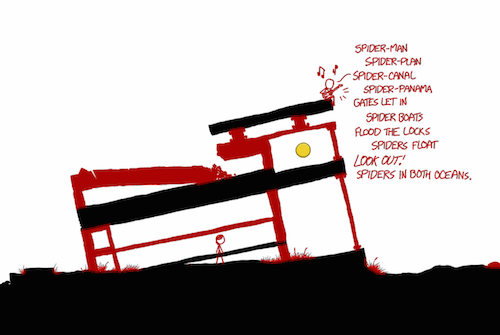 SPIDER-MAN
SPIDER-PLAN
SPIDER-CANAL
SPIDER-PANAMA
GATES LET IN
SPIDER BOATS
FLOOD THE LOCKS
SPIDERS FLOAT
LOOK OUT!
SPIDERS IN BOTH OCEANS.